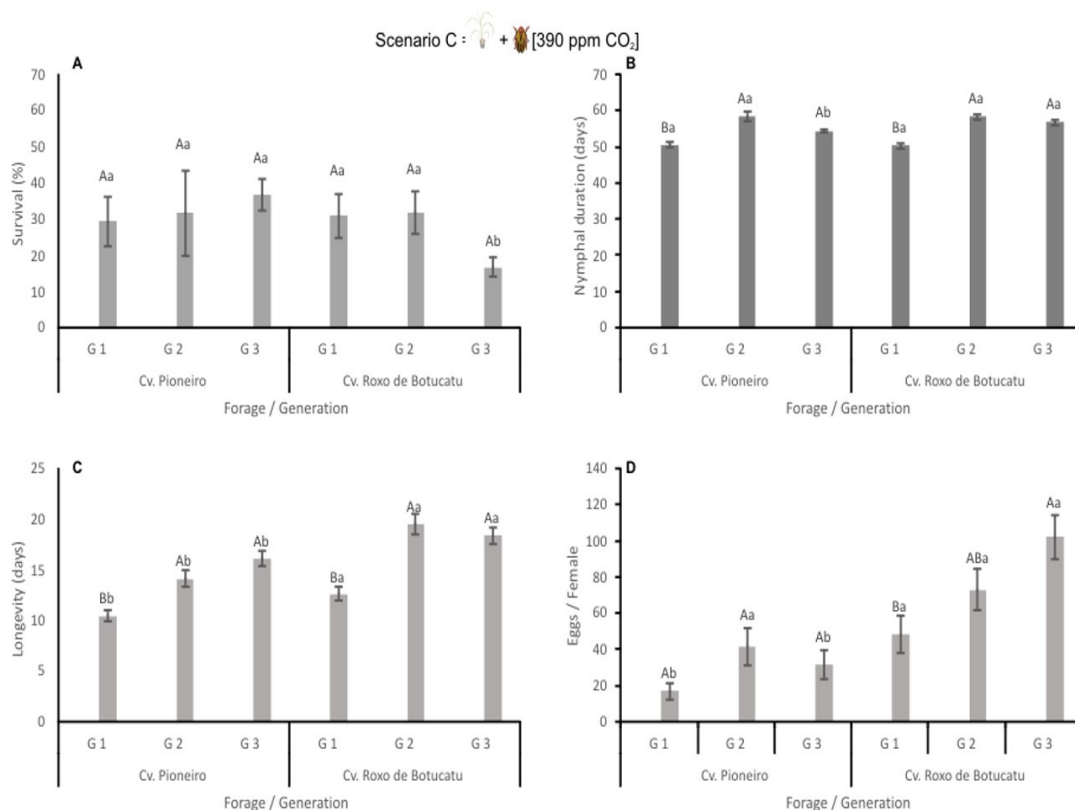 Scenario C : + [390 ppm CO₂]
A
70
60
50
40
30
20
10
0
Survival (%)
Aa
Aa
Aa
Aa
Aa
Ab
G 1
G 2
G 3
G 1
G 2
G 3
Cv. Pioneiro
Cv. Roxo de Botucatu
Forage / Generation
B
70
60
50
40
30
20
10
0
Nymphal duration (days)
Ba
Aa
Ab
Ba
Aa
Aa
G 1
G 2
G 3
G 1
G 2
G 3
Cv. Pioneiro
Cv. Roxo de Botucatu
Forage / Generation
C
25
20
15
10
5
0
Longevity (days)
Bb
Ab
Ab
Ba
Aa
Aa
G 1
G 2
G 3
G 1
G 2
G 3
Cv. Pioneiro
Cv. Roxo de Botucatu
Forage / Generation
D
140
120
100
80
60
40
20
0
Eggs / Female
Ab
Aa
Ab
Ba
ABa
Aa
G 1
G 2
G 3
G 1
G 2
G 3
Cv. Pioneiro
Cv. Roxo de Botucatu
Forage / Generation